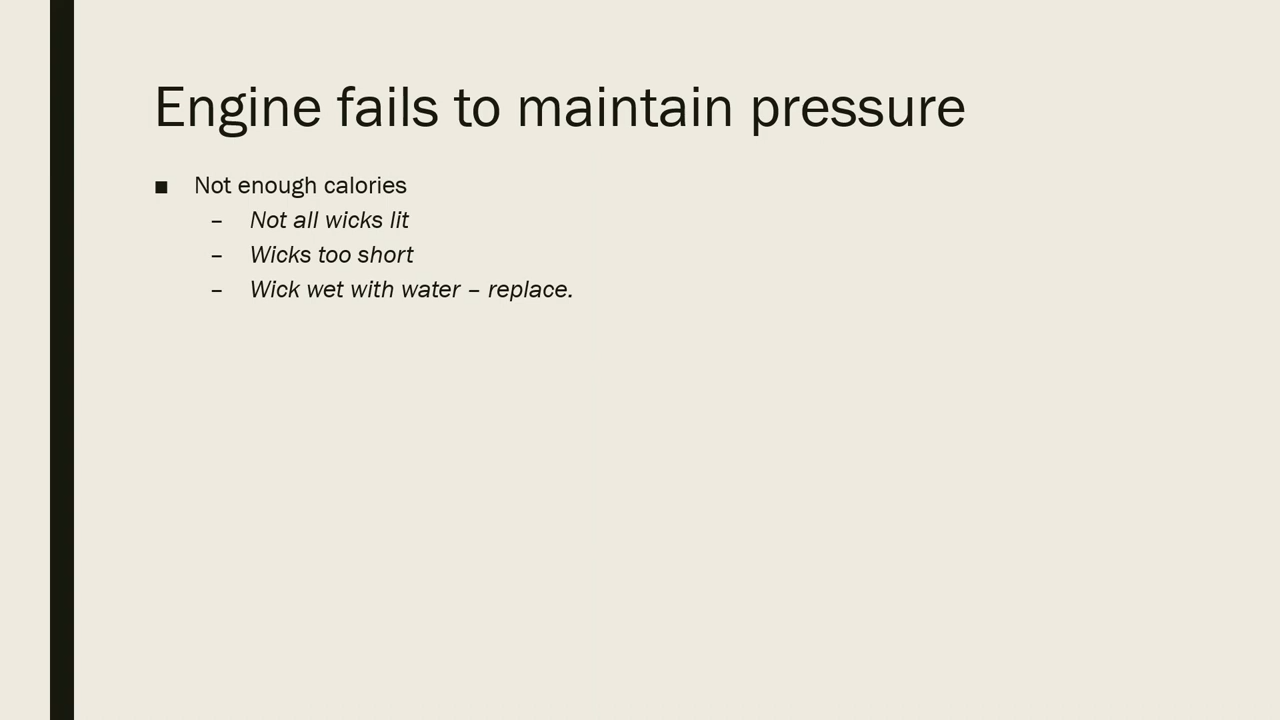 Engine fails to maintain pressure
■ Not enough calories
– Not all wicks lit
– Wicks too short
– Wick wet with water – replace.